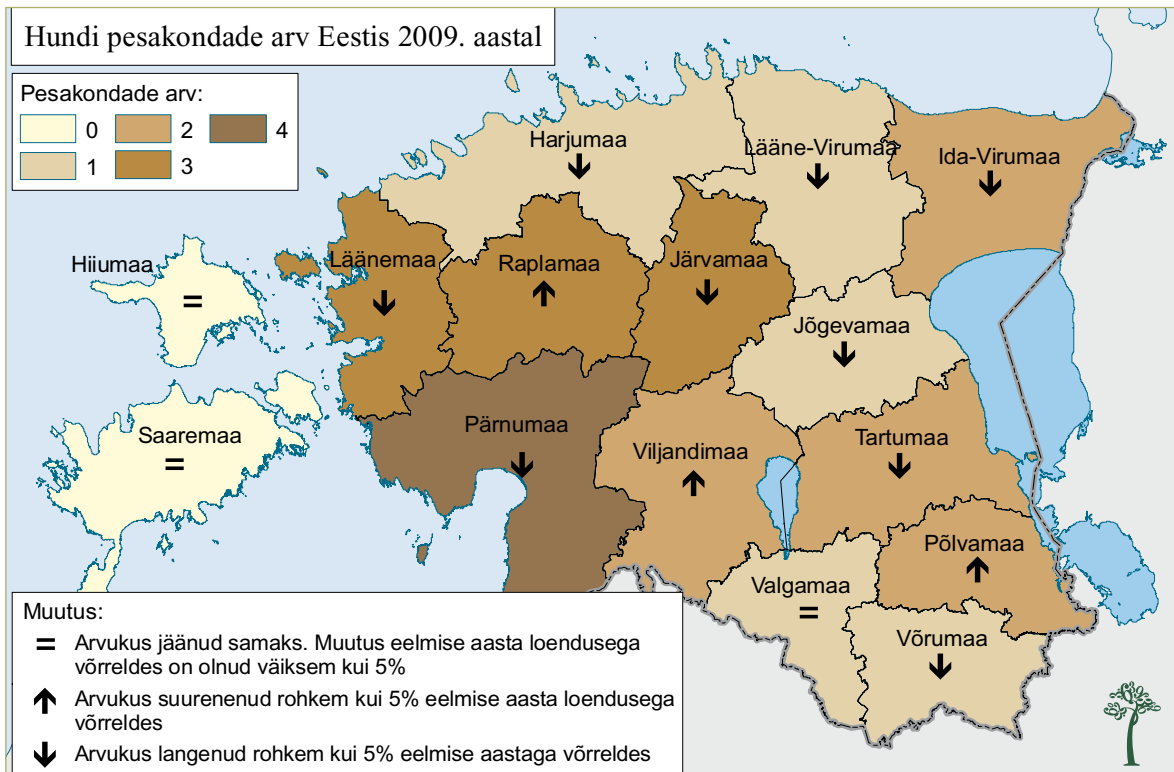 Hundi pesakondade arv Eestis 2009. aastal
Pesakondade arv:
0 2 4
1 3
Harjumaa
Lääne-Virumaa
Ida-Virumaa
Hiiumaa
Läänemaa
Raplamaa
Järvamaa
=
Jõgevamaa
Saaremaa
=
Pärnumaa
Viljandimaa
Tartumaa
Põlvamaa
Valgamaa
=
Võrumaa
Muutus:
= Arvukus jäänud samaks. Muutus eelmise aasta loendusega
võrreldes on olnud väiksem kui 5%
Arvukus suurenenud rohkem kui 5% eelmise aasta loendusega
võrreldes
Arvukus langenud rohkem kui 5% eelmise aastaga võrreldes